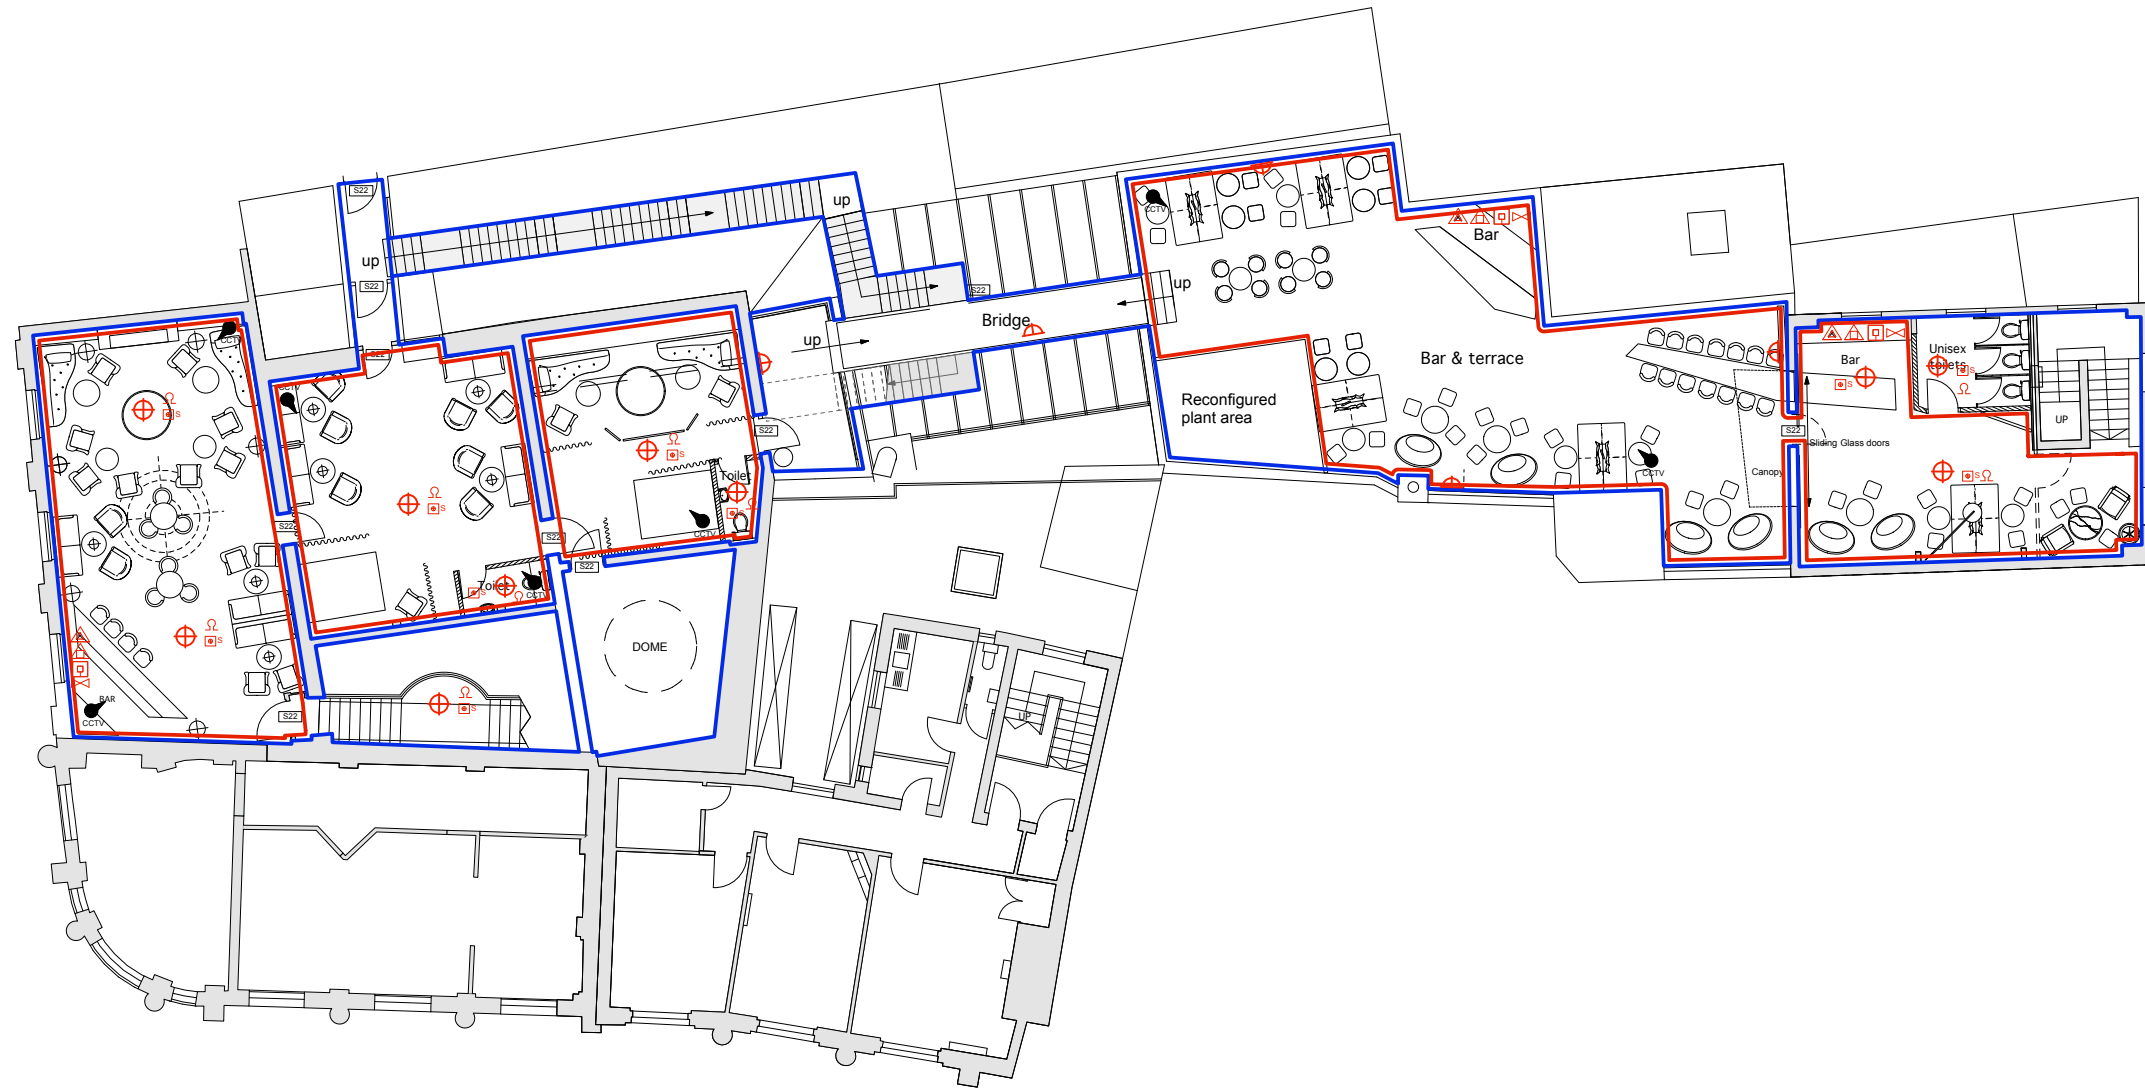 S22
up
up
S22
S22
CCTV
CCTV
S
S
S22
S22
BAR
CCTV
S22
S
Toilet
S
CCTV
S
Toilet
S
CCTV
S22
S22
S22
DOME
up
Bridge
S22
up
CCTV
Bar
Bar & terrace
Reconfigured
plant area
CCTV
Canopy
S22
Sliding Glass doors
Bar
S
Unisex
toilets
S
S
UP
UP